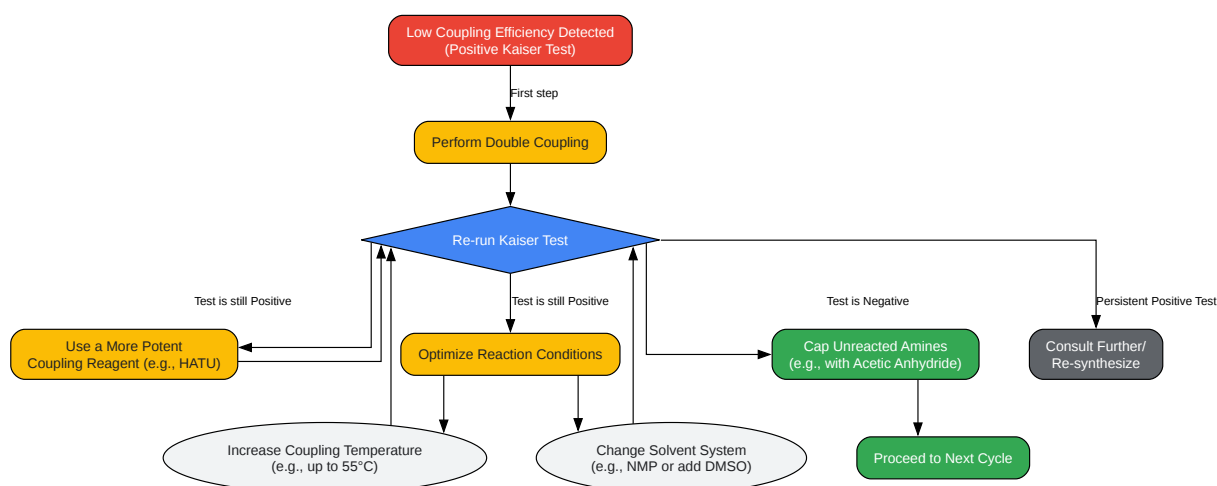 Low Coupling Efficiency Detected
(Positive Kaiser Test)
First step
Perform Double Coupling
Re-run Kaiser Test
Test is still Positive
Test is still Positive
Test is Negative
Persistent Positive Test
Use a More Potent
Coupling Reagent (e.g., HATU)
Optimize Reaction Conditions
Cap Unreacted Amines
(e.g., with Acetic Anhydride)
Consult Further/
Re-synthesize
Increase Coupling Temperature
(e.g., up to 55°C)
Change Solvent System
(e.g., NMP or add DMSO)
Proceed to Next Cycle